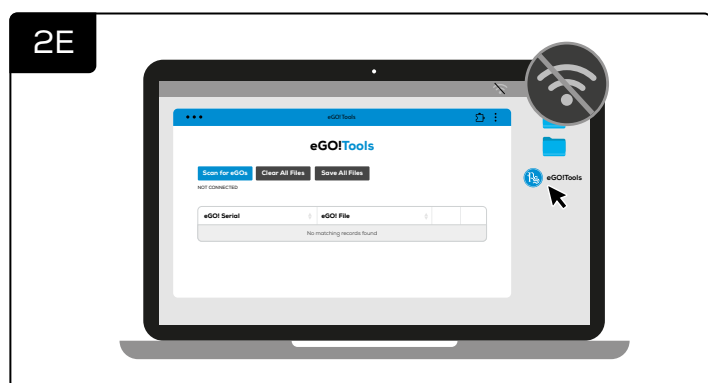 2E
eGO!Tools
eGO!Tools
Scan for eGOs Clear All Files Save All Files
NOT CONNECTED
eGO! Serial eGO! File
No matching records found
eGO!Tools